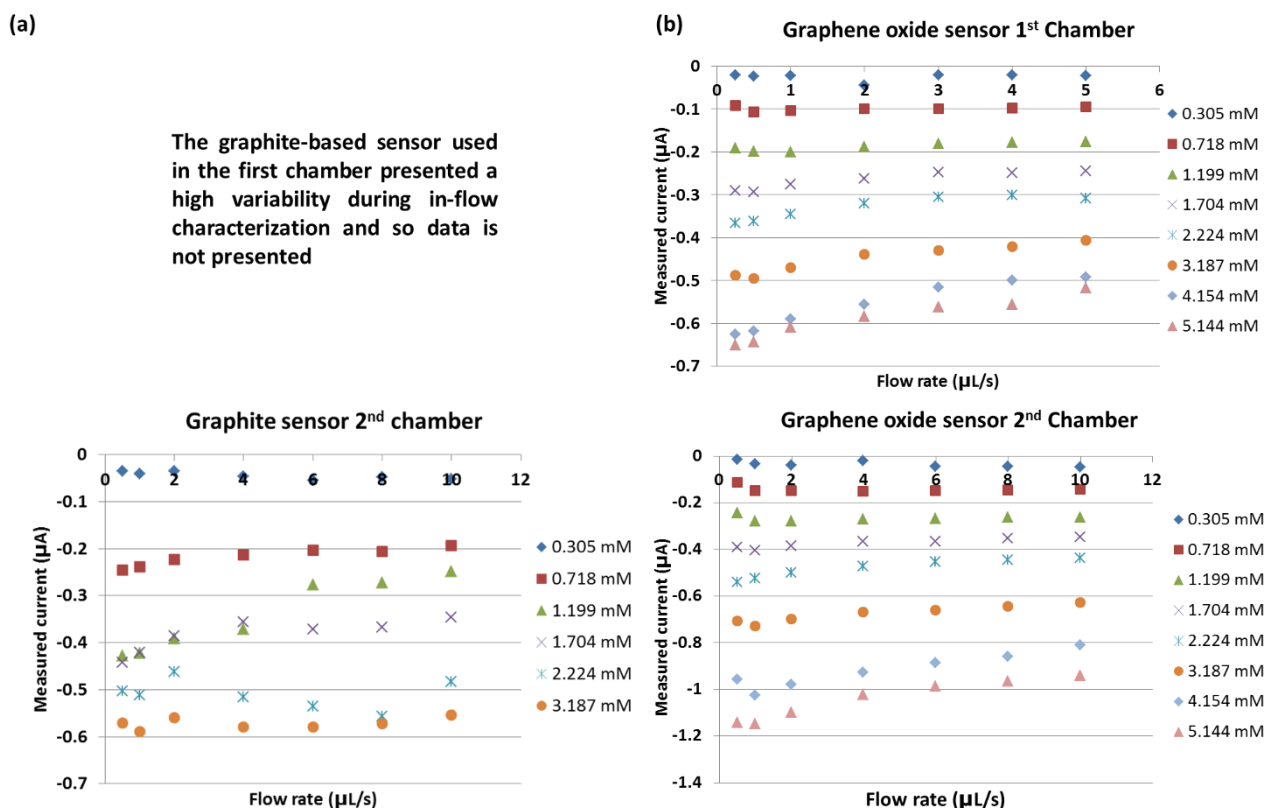 (a)
The graphite-based sensor used
in the first chamber presented a
high variability during in-flow
characterization and so data is
not presented
(b)
Graphene oxide sensor 1st Chamber
Measured current (µA)
0
-0.1
-0.2
-0.3
-0.4
-0.5
-0.6
-0.7
0 1 2 3 4 5 6
Flow rate (µL/s)
0.305 mM
0.718 mM
1.199 mM
1.704 mM
2.224 mM
3.187 mM
4.154 mM
5.144 mM
Graphite sensor 2nd chamber
Measured current (µA)
0
-0.1
-0.2
-0.3
-0.4
-0.5
-0.6
-0.7
0 2 4 6 8 10 12
Flow rate (µL/s)
0.305 mM
0.718 mM
1.199 mM
1.704 mM
2.224 mM
3.187 mM
Graphene oxide sensor 2nd Chamber
Measured current (µA)
0
-0.2
-0.4
-0.6
-0.8
-1
-1.2
-1.4
0 2 4 6 8 10 12
Flow rate (µL/s)
0.305 mM
0.718 mM
1.199 mM
1.704 mM
2.224 mM
3.187 mM
4.154 mM
5.144 mM